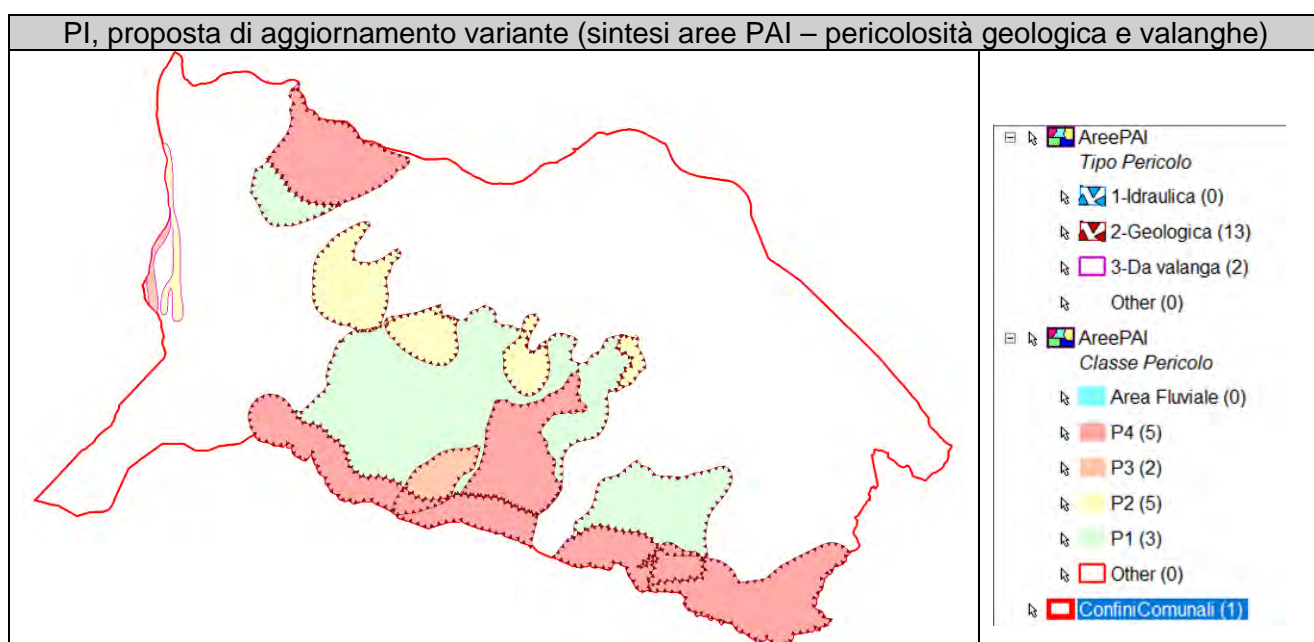 PI, proposta di aggiornamento variante (sintesi aree PAI – pericolosità geologica e valanghe)
AreePAI
Tipo Pericolo
1-Idraulica (0)
2-Geologica (13)
3-Da valanga (2)
Other (0)
AreePAI
Classe Pericolo
Area Fluviale (0)
P4 (5)
P3 (2)
P2 (5)
P1 (3)
Other (0)
ConfiniComunali (1)